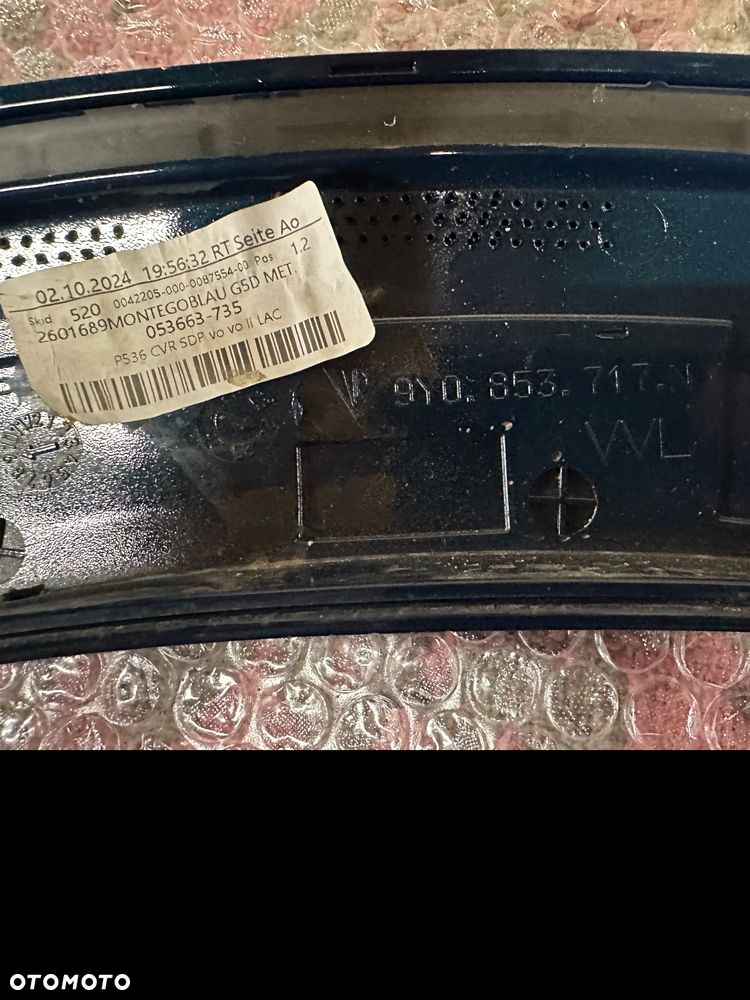 02.10.2024 19:56:32 RT Seite Ao
Skid 520 0042205-000-0087554-00 Pos 1.2
2601689MONTEGOBLAU G5D MET.
053663-735
P536 CVR SDP vo vo li LAC
9Y0.853.717.N
VVL
OTOMOTO